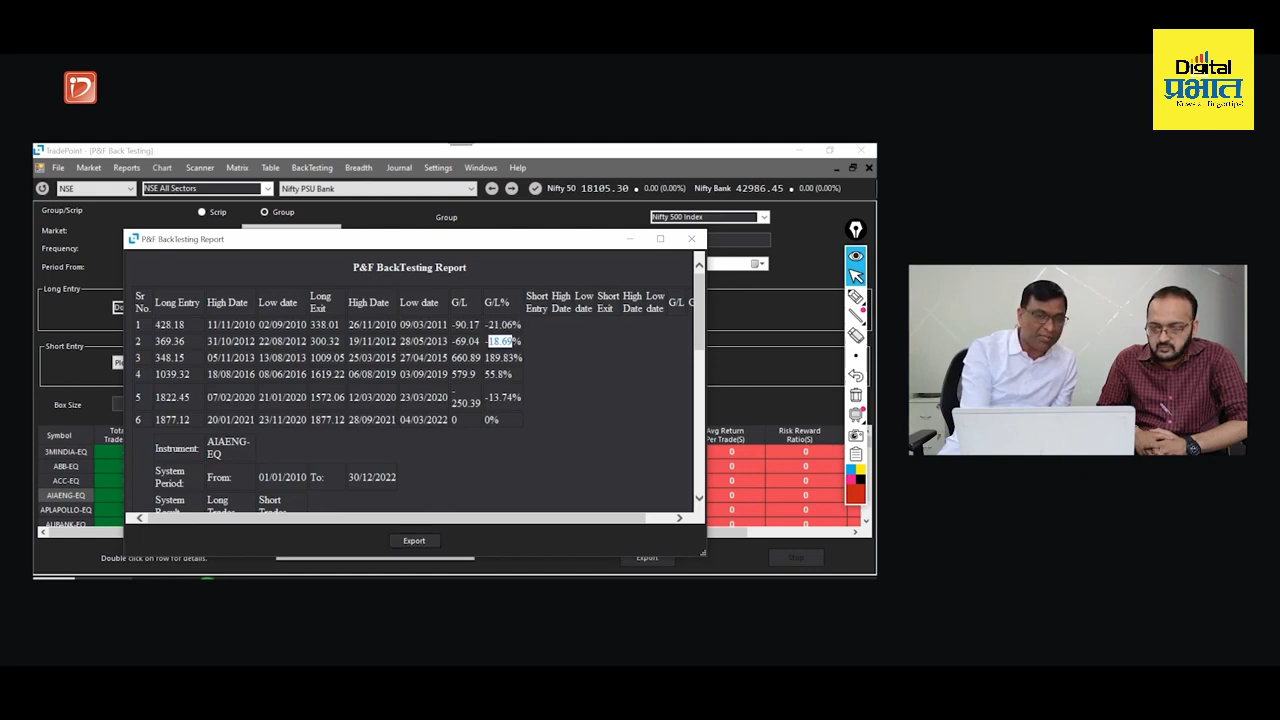 Digital
प्रभात
TradePoint - [P&F Back Testing]
File Market Reports Chart Scanner Matrix Table BackTesting Breadth Journal Settings Windows Help
NSE NSE All Sectors Nifty PSU Bank Nifty 50 18105.30 • 0.00 (0.00%) Nifty Bank 42986.45 • 0.00 (0.00%)
Group/Scrip Scrip Group Group Nifty 500 Index
Market:
Frequency:
Period From:
Long Entry
Short Entry
Box Size
P&F BackTesting Report
P&F BackTesting Report
Sr No. Long Entry High Date Low date Long Exit High Date Low date G/L G/L% Short Entry High Date Low date Short Exit High Date Low date G/L
1 428.18 11/11/2010 02/09/2010 338.01 26/11/2010 09/03/2011 -90.17 -21.06%
2 369.36 31/10/2012 22/08/2012 300.32 19/11/2012 28/05/2013 -69.04 -18.69%
3 348.15 05/11/2013 13/08/2013 1009.05 25/03/2015 27/04/2015 660.89 189.83%
4 1039.32 18/08/2016 08/06/2016 1619.22 06/08/2019 03/09/2019 579.9 55.8%
5 1822.45 07/02/2020 21/01/2020 1572.06 12/03/2020 23/03/2020 -250.39 -13.74%
6 1877.12 20/01/2021 23/11/2020 1877.12 28/09/2021 04/03/2022 0 0%
Instrument: AIAENG-EQ
System Period: From: 01/01/2010 To: 30/12/2022
System Result Long Trades Short Trades
Export
Symbol Total Trade Avg Return Per Trade(S) Risk Reward Ratio(S)
3MINDIA-EQ 0 0
ABB-EQ 0 0
ACC-EQ 0 0
AIAENG-EQ 0 0
APLAPOLLO-EQ 0 0
AUBANK-EQ 0 0
Double click on row for details. Export Stop